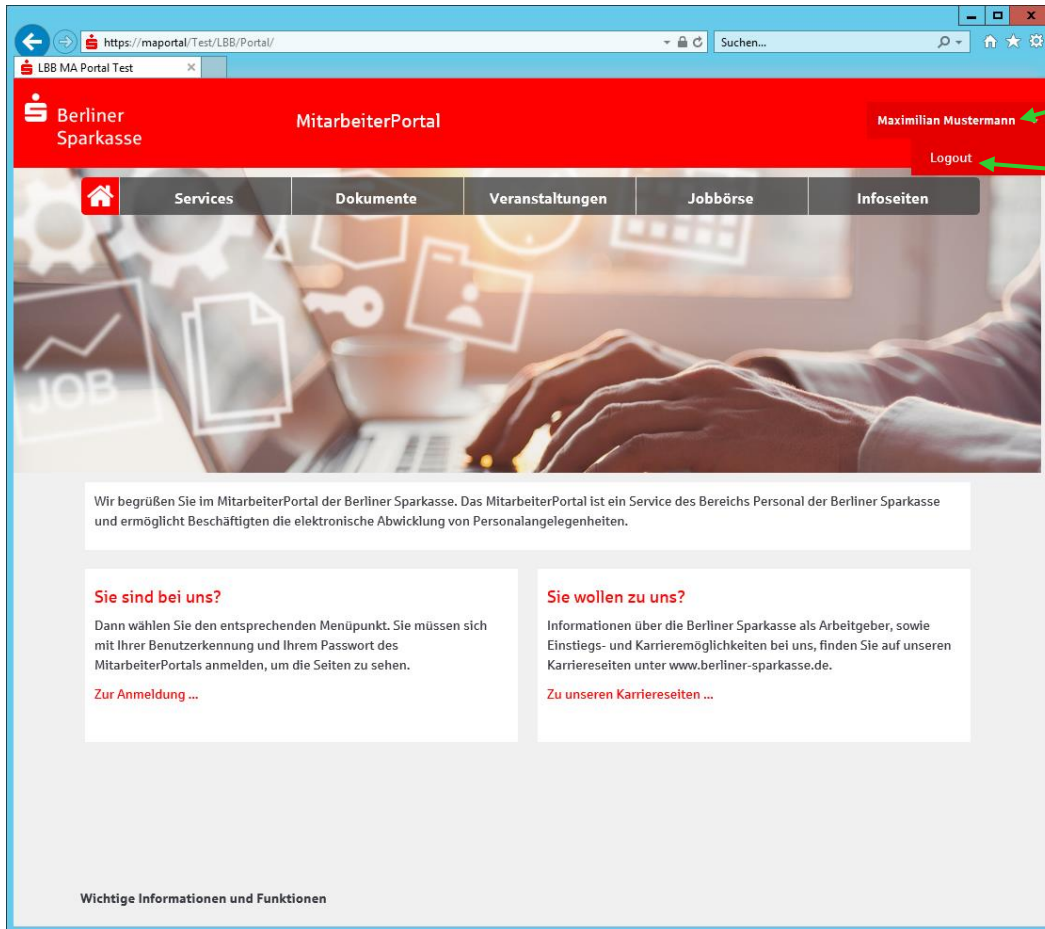 https://maportal/Test/LBB/Portal/
Suchen...
LBB MA Portal Test
Berliner
Sparkasse
MitarbeiterPortal
Maximilian Mustermann
Logout
Services
Dokumente
Veranstaltungen
Jobbörse
Infoseiten
JOB
Wir begrüßen Sie im MitarbeiterPortal der Berliner Sparkasse. Das MitarbeiterPortal ist ein Service des Bereichs Personal der Berliner Sparkasse
und ermöglicht Beschäftigten die elektronische Abwicklung von Personalangelegenheiten.
Sie sind bei uns?
Dann wählen Sie den entsprechenden Menüpunkt. Sie müssen sich
mit Ihrer Benutzerkennung und Ihrem Passwort des
MitarbeiterPortals anmelden, um die Seiten zu sehen.
Zur Anmeldung ...
Sie wollen zu uns?
Informationen über die Berliner Sparkasse als Arbeitgeber, sowie
Einstiegs- und Karrieremöglichkeiten bei uns, finden Sie auf unseren
Karriereseiten unter www.berliner-sparkasse.de.
Zu unseren Karriereseiten ...
Wichtige Informationen und Funktionen